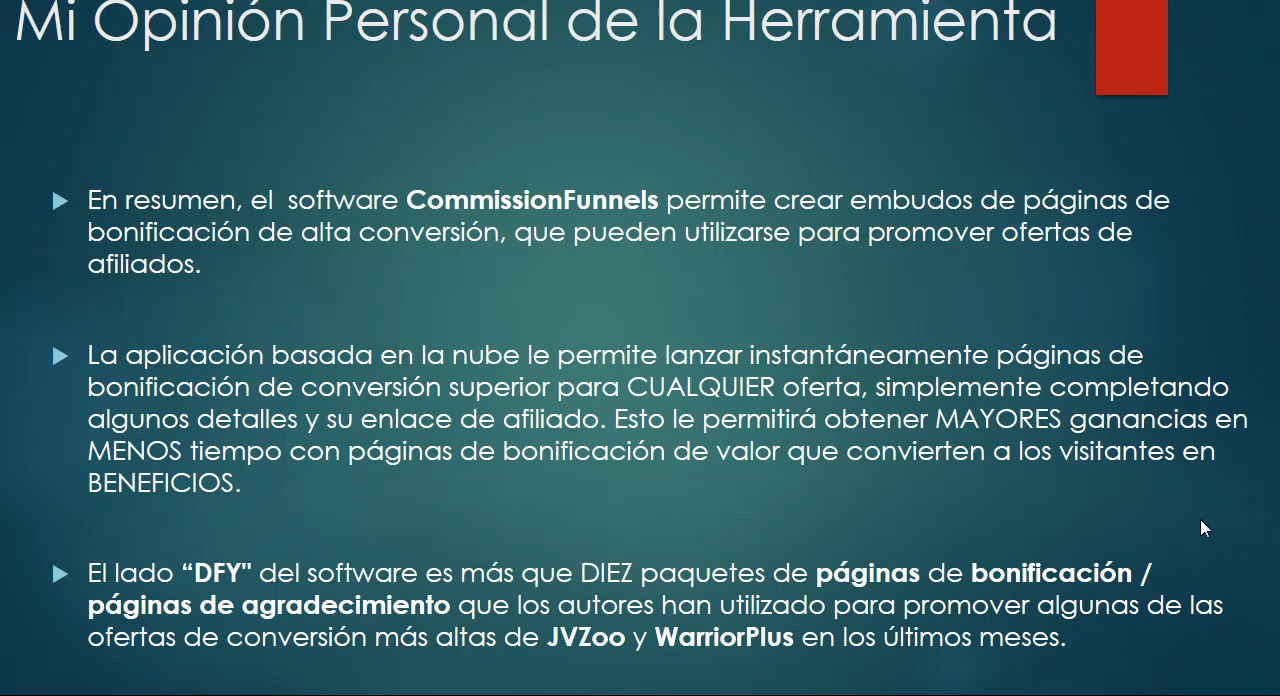 Mi Opinión Personal de la Herramienta
En resumen, el  software CommissionFunnels permite crear embudos de páginas de
bonificación de alta conversión, que pueden utilizarse para promover ofertas de
afiliados.
La aplicación basada en la nube le permite lanzar instantáneamente páginas de
bonificación de conversión superior para CUALQUIER oferta, simplemente completando
algunos detalles y su enlace de afiliado. Esto le permitirá obtener MAYORES ganancias en
MENOS tiempo con páginas de bonificación de valor que convierten a los visitantes en
BENEFICIOS.
El lado “DFY" del software es más que DIEZ paquetes de páginas de bonificación /
páginas de agradecimiento que los autores han utilizado para promover algunas de las
ofertas de conversión más altas de JVZoo y WarriorPlus en los últimos meses.